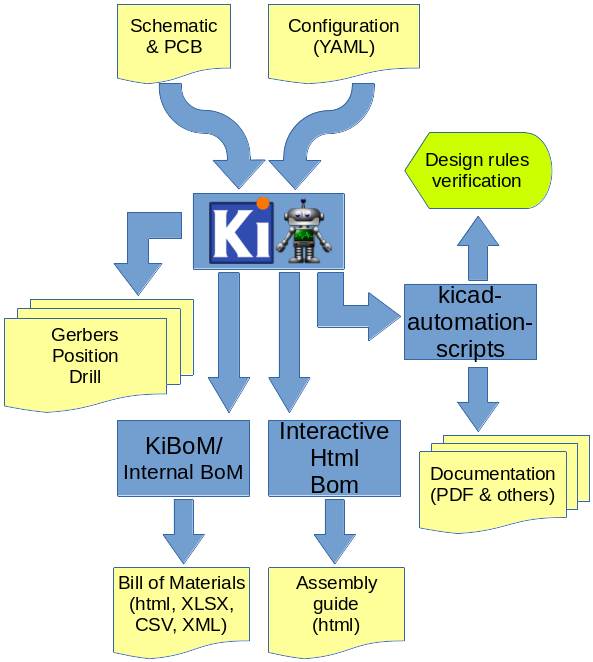 Schematic
& PCB
Configuration
(YAML)
Design rules
verification
Ki
kicad-
automation-
scripts
Gerbers
Position
Drill
KiBoM/
Internal BoM
Interactive
Html
Bom
Documentation
(PDF & others)
Bill of Materials
(html, XLSX,
CSV, XML)
Assembly
guide
(html)